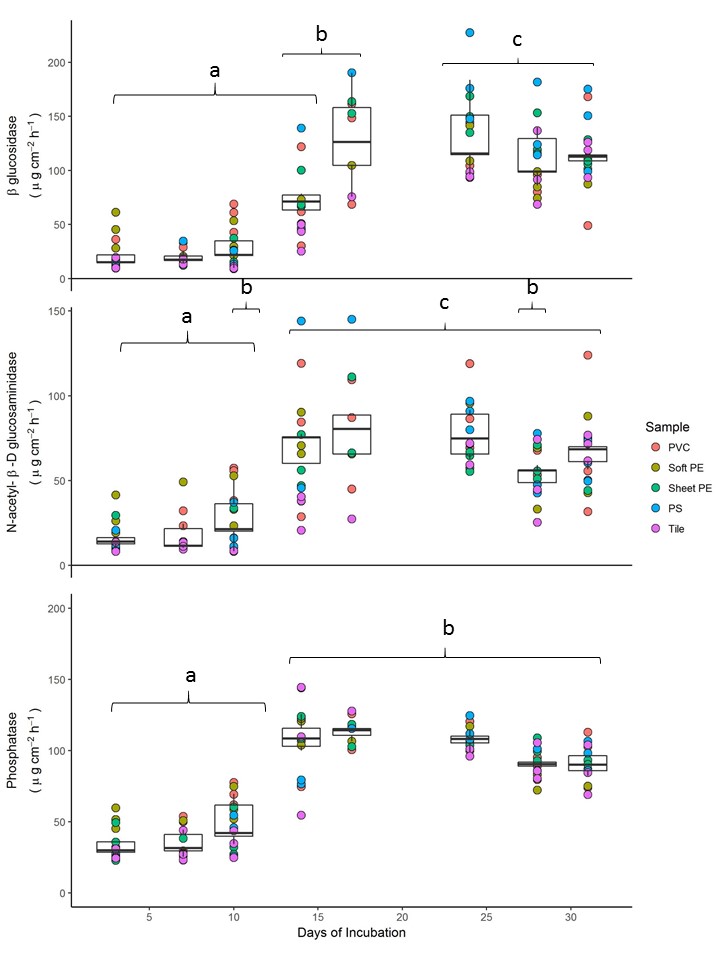 β glucosidase
( μ g cm⁻² h⁻¹ )
200
150
100
50
0
a
b
c
N-acetyl- β -D glucosaminidase
( μ g cm⁻² h⁻¹ )
150
100
50
0
a
b
c
b
Phosphatase
( μ g cm⁻² h⁻¹ )
200
150
100
50
0
a
b
5 10 15 20 25 30
Days of Incubation
Sample
PVC
Soft PE
Sheet PE
PS
Tile